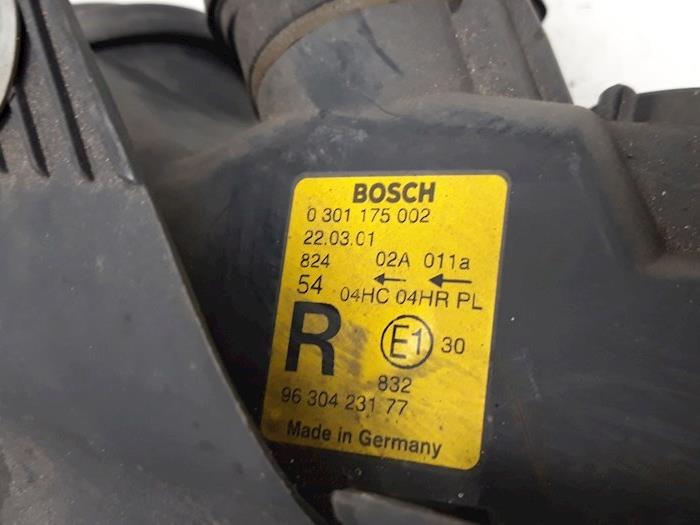 BOSCH
0 301 175 002
22.03.01
824 02A 011a
54 ← ←
04HC 04HR PL
R E1 30
832
96 304 231 77
Made in Germany